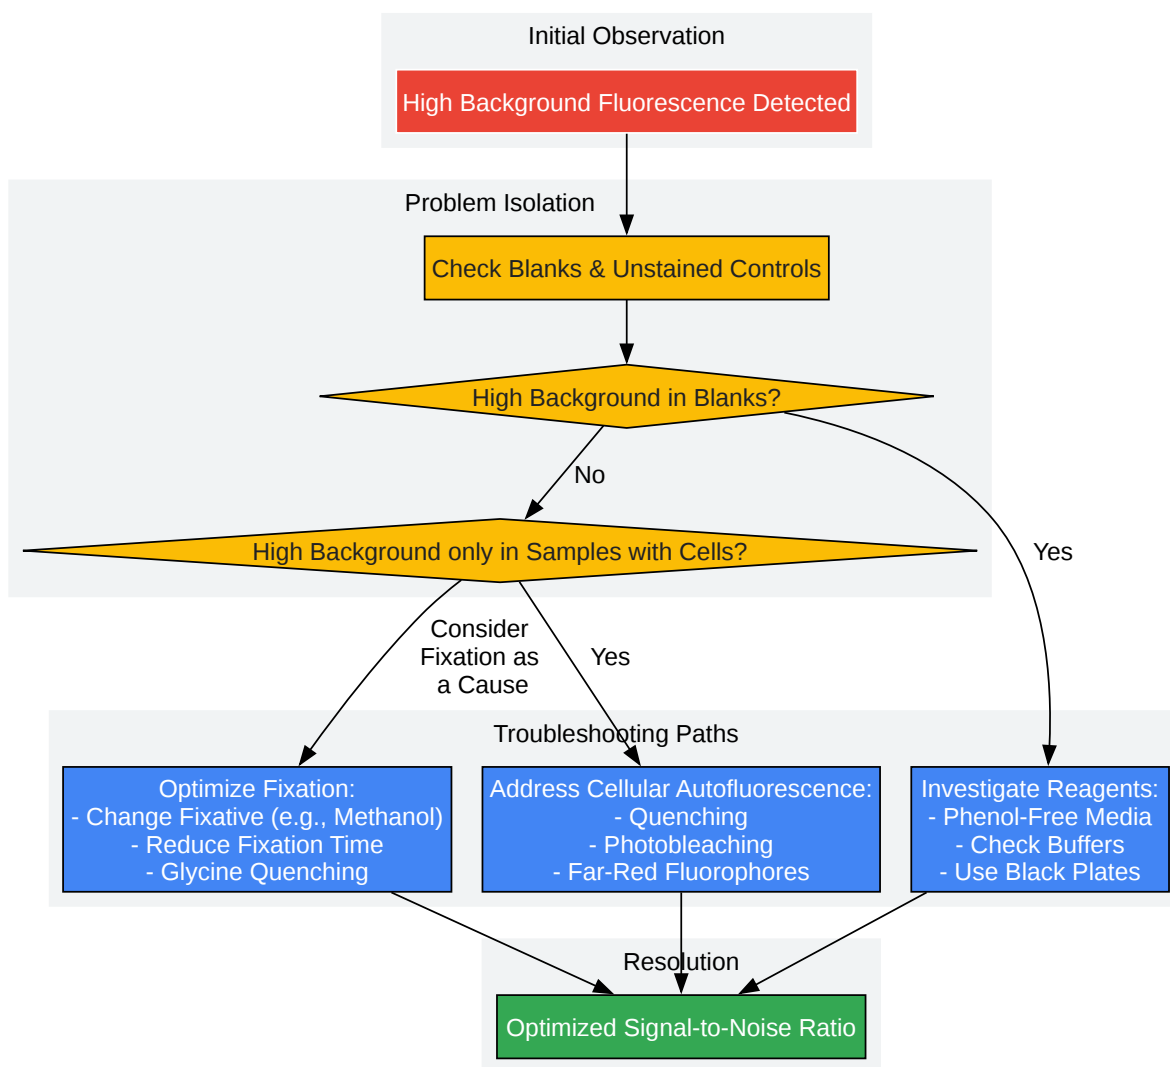 Initial Observation
High Background Fluorescence Detected
Problem Isolation
Check Blanks & Unstained Controls
High Background in Blanks?
No
High Background only in Samples with Cells?
Yes
Consider
Fixation as
a Cause
Yes
Troubleshooting Paths
Optimize Fixation:
- Change Fixative (e.g., Methanol)
- Reduce Fixation Time
- Glycine Quenching
Address Cellular Autofluorescence:
- Quenching
- Photobleaching
- Far-Red Fluorophores
Investigate Reagents:
- Phenol-Free Media
- Check Buffers
- Use Black Plates
Resolution
Optimized Signal-to-Noise Ratio